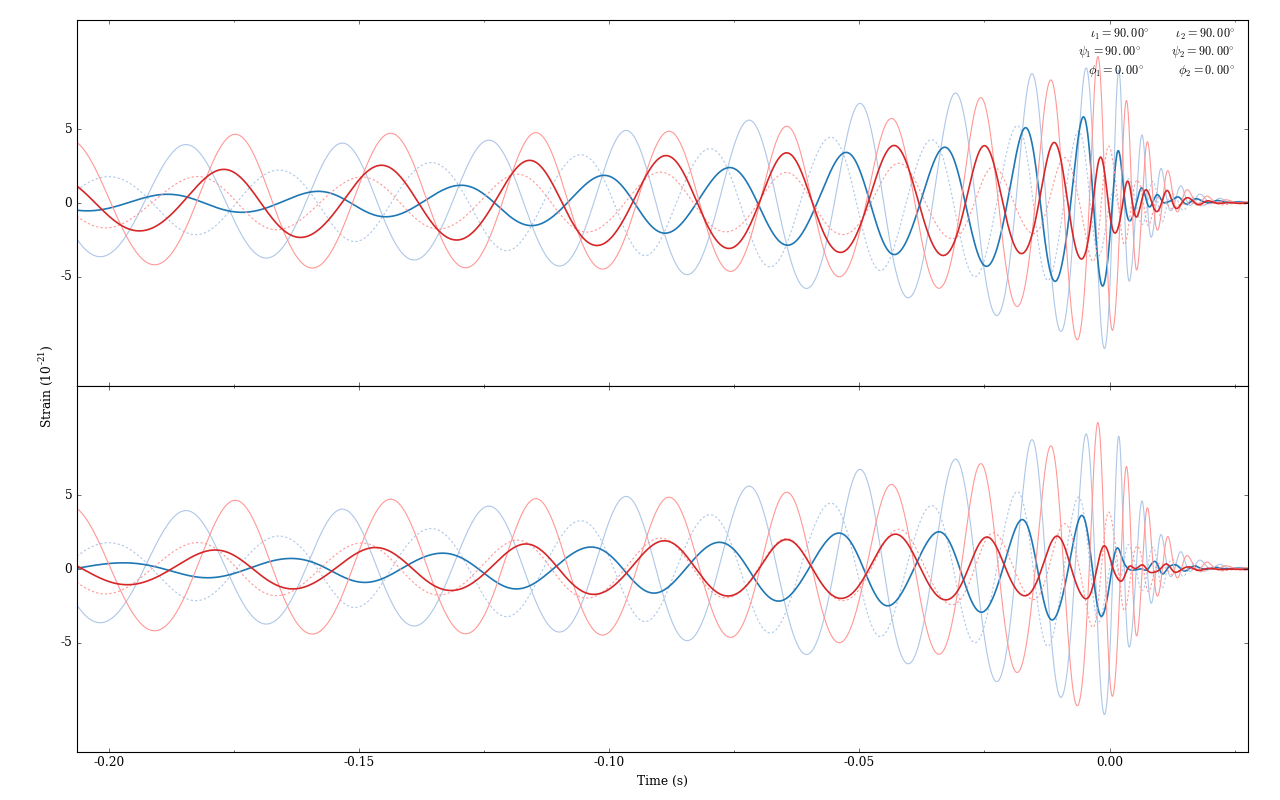 ι₁ = 90.00° ι₂ = 90.00°
ψ₁ = 90.00° ψ₂ = 90.00°
ϕ₁ = 0.00° ϕ₂ = 0.00°
5
0
-5
Strain (10⁻²¹)
5
0
-5
-0.20 -0.15 -0.10 -0.05 0.00
Time (s)